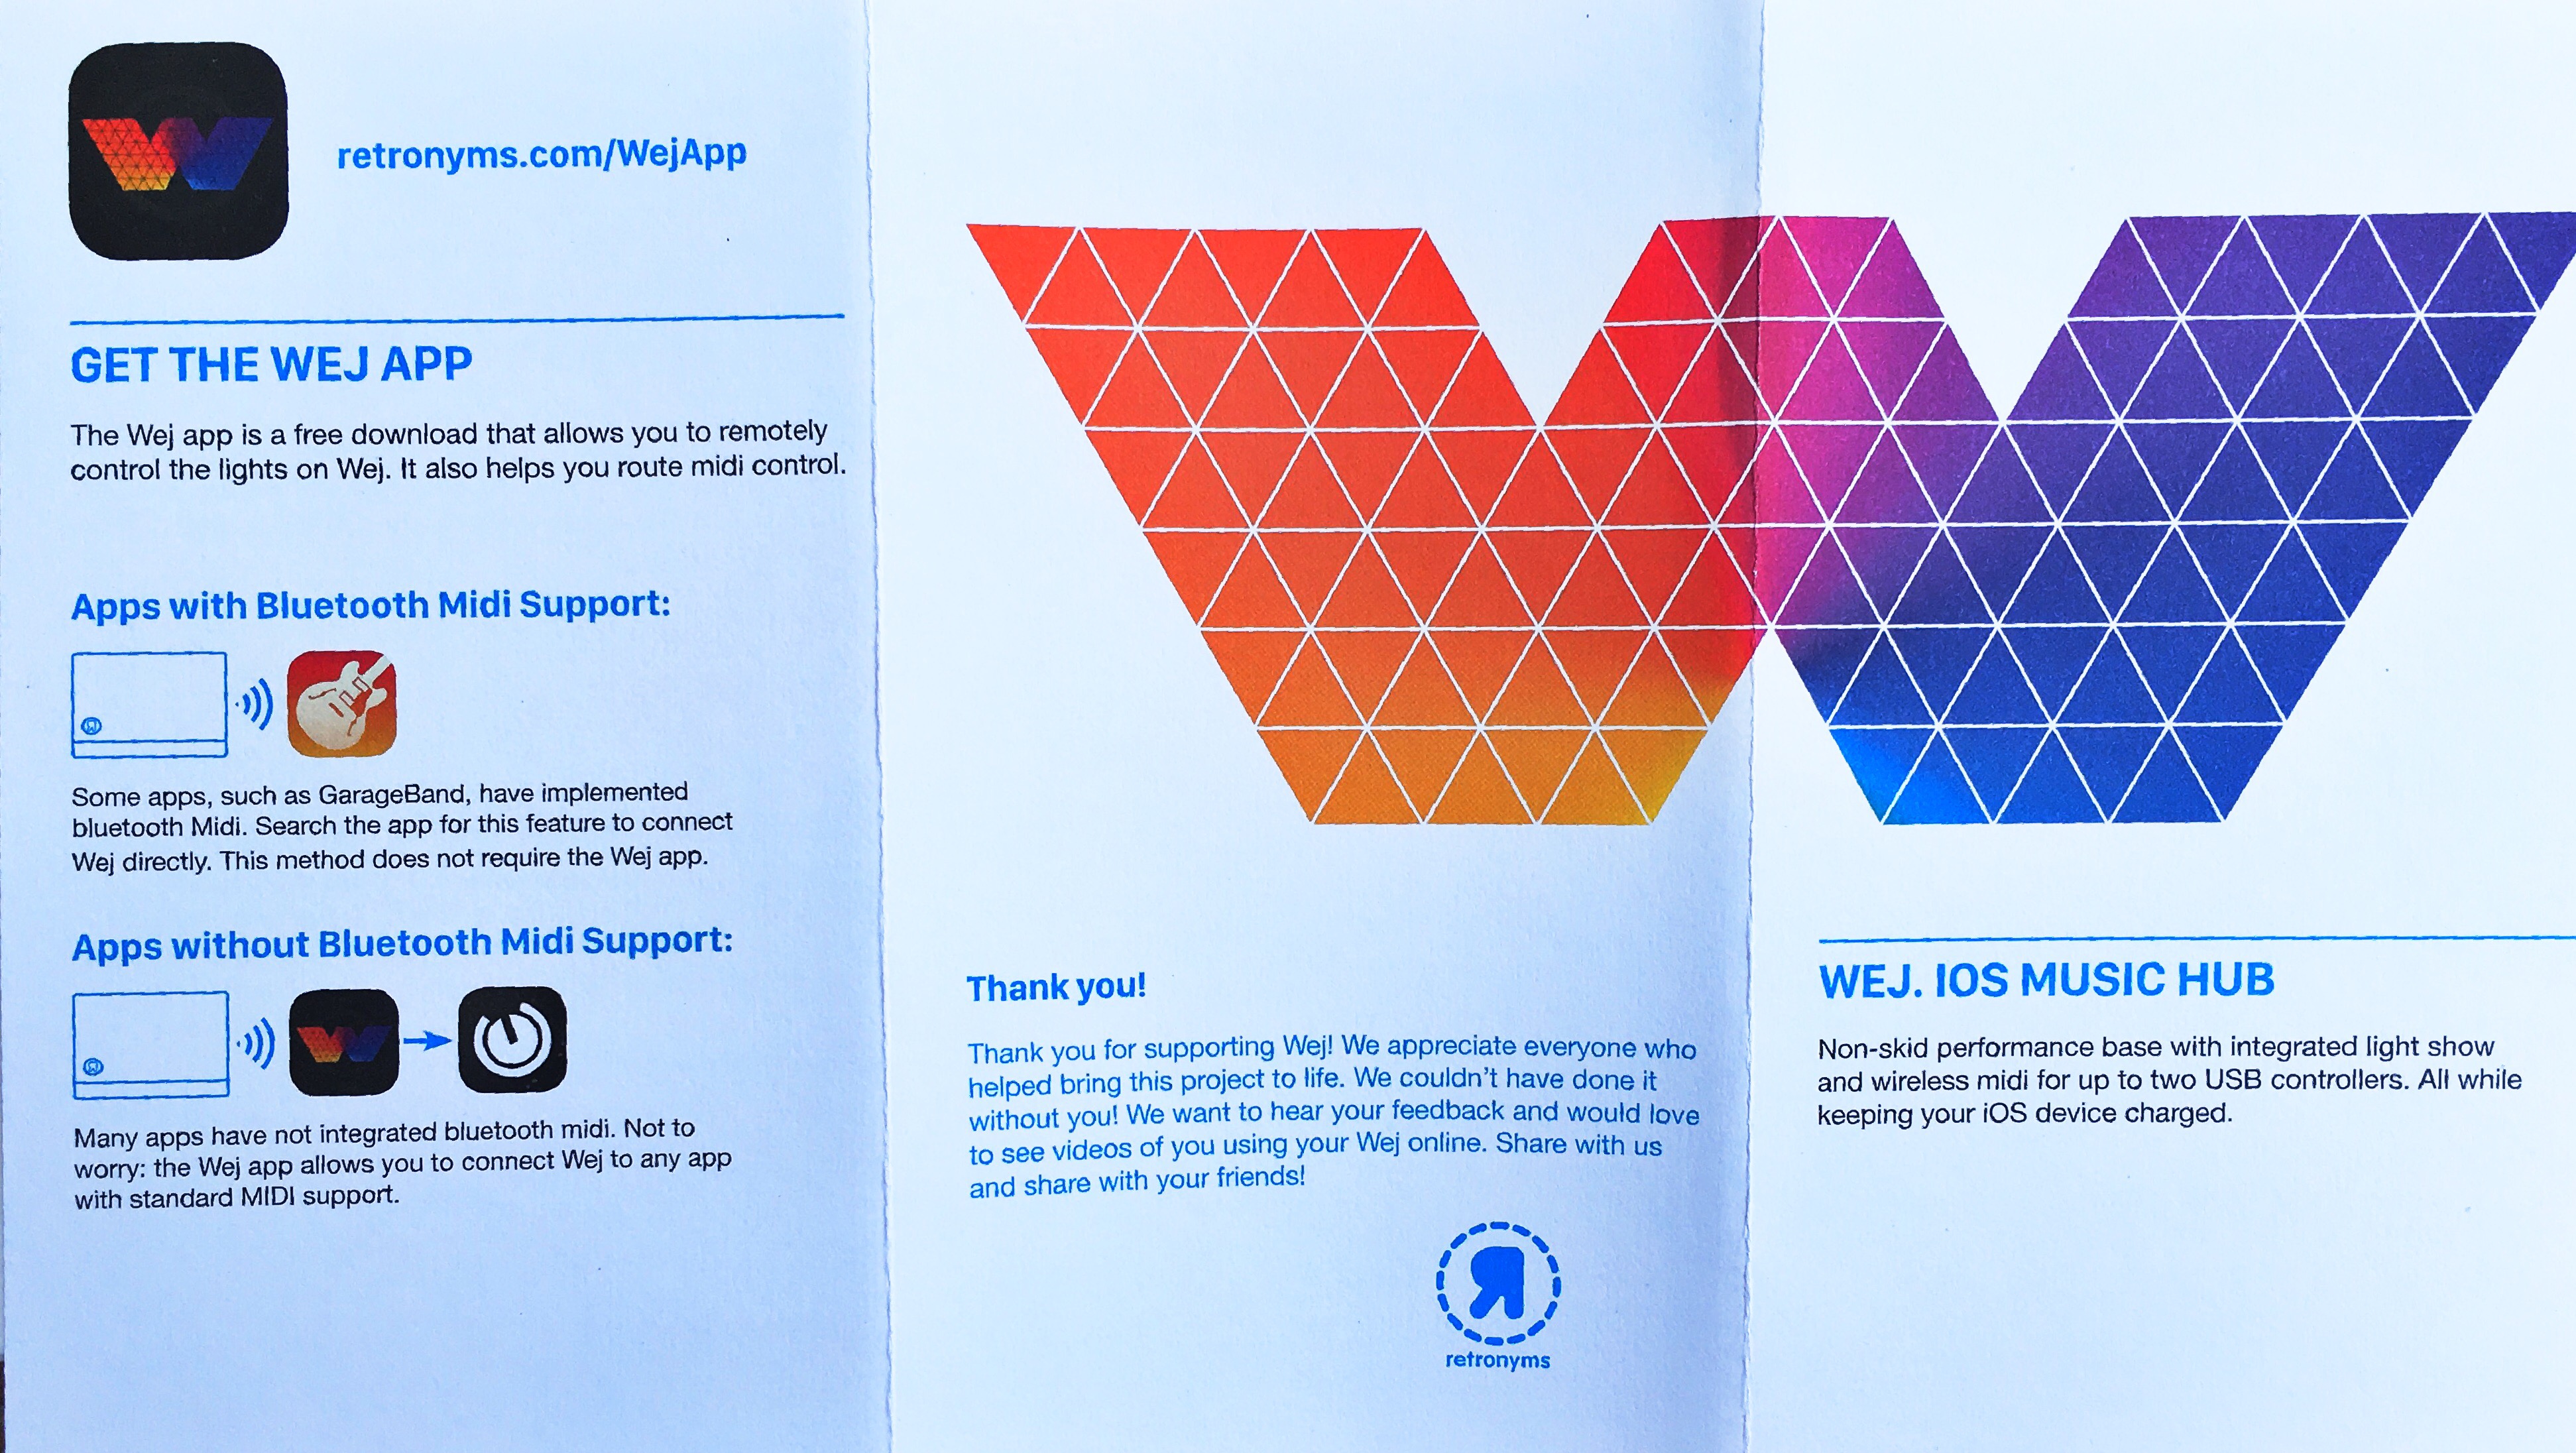 retronyms.com/WejApp
GET THE WEJ APP
The Wej app is a free download that allows you to remotely
control the lights on Wej. It also helps you route midi control.
Apps with Bluetooth Midi Support:
Some apps, such as GarageBand, have implemented
bluetooth Midi. Search the app for this feature to connect
Wej directly. This method does not require the Wej app.
Apps without Bluetooth Midi Support:
Many apps have not integrated bluetooth midi. Not to
worry: the Wej app allows you to connect Wej to any app
with standard MIDI support.
Thank you!
Thank you for supporting Wej! We appreciate everyone who
helped bring this project to life. We couldn't have done it
without you! We want to hear your feedback and would love
to see videos of you using your Wej online. Share with us
and share with your friends!
retronyms
WEJ. IOS MUSIC HUB
Non-skid performance base with integrated light show
and wireless midi for up to two USB controllers. All while
keeping your iOS device charged.